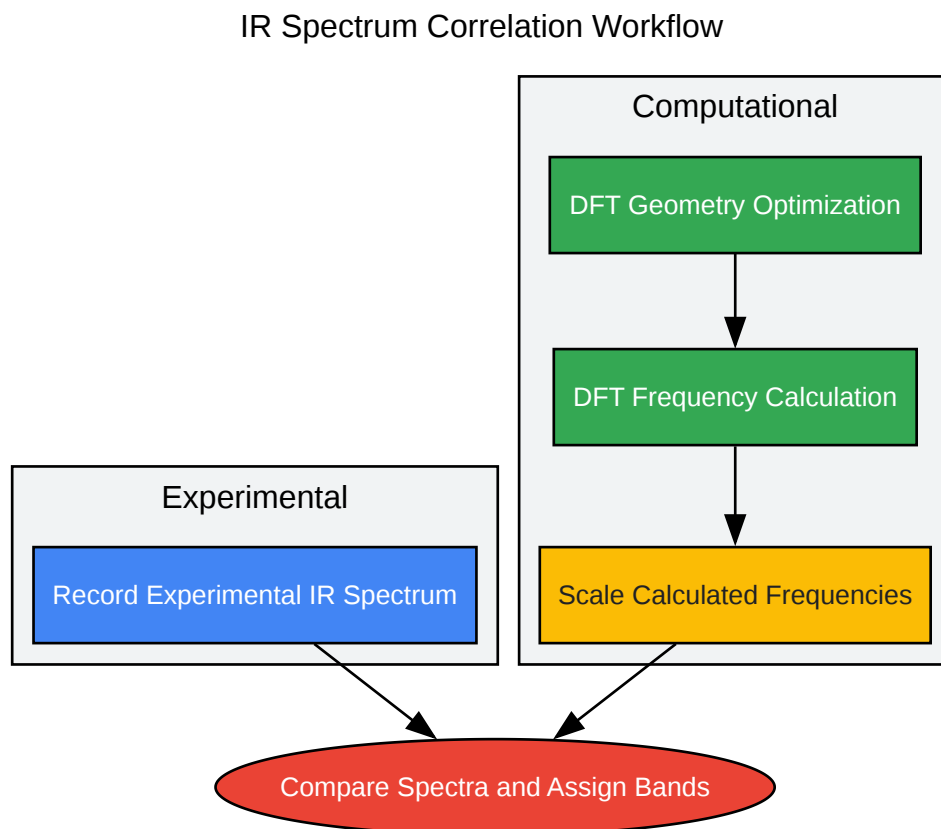 IR Spectrum Correlation Workflow
Computational
DFT Geometry Optimization
DFT Frequency Calculation
Experimental
Record Experimental IR Spectrum
Scale Calculated Frequencies
Compare Spectra and Assign Bands